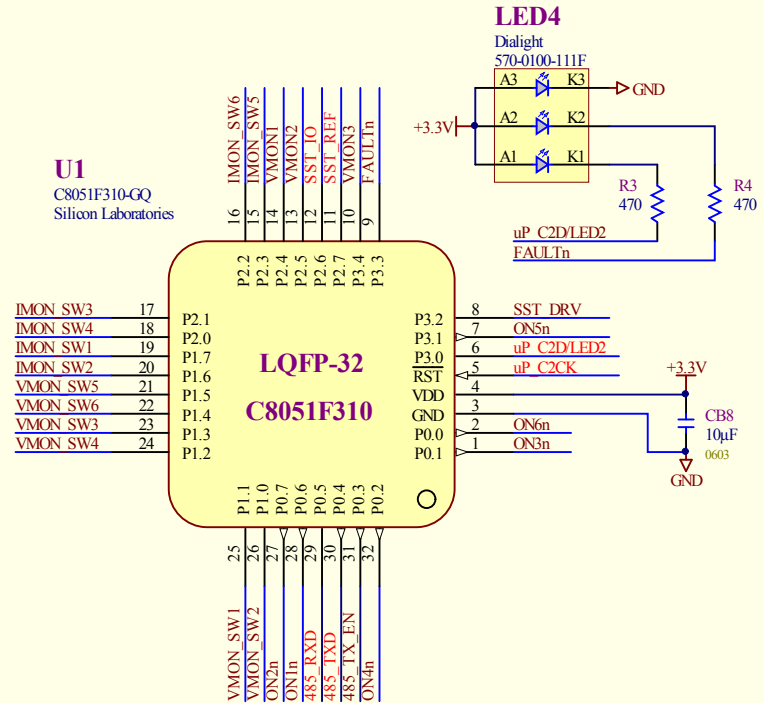 LED4
Dialight
570-0100-111F
A3
K3
GND
A2
K2
+3.3V
A1
K1
R3
470
R4
470
uP_C2D/LED2
FAULTn
U1
C8051F310-GQ
Silicon Laboratories
IMON_SW6
IMON_SW5
VMON1
VMON2
SST_IO
SST_REF
VMON3
FAULTn
16
15
14
13
12
11
10
9
P2.2
P2.3
P2.4
P2.5
P2.6
P2.7
P3.4
P3.3
IMON_SW3
17
P2.1
IMON_SW4
18
P2.0
IMON_SW1
19
P1.7
IMON_SW2
20
P1.6
VMON_SW5
21
P1.5
VMON_SW6
22
P1.4
VMON_SW3
23
P1.3
VMON_SW4
24
P1.2
LQFP-32
C8051F310
P3.2
8
SST_DRV
P3.1
7
ON5n
P3.0
6
uP_C2D/LED2
RST
5
uP_C2CK
VDD
4
GND
3
P0.0
2
ON6n
P0.1
1
ON3n
+3.3V
CB8
10µF
0603
GND
P1.1
P1.0
P0.7
P0.6
P0.5
P0.4
P0.3
P0.2
25
26
27
28
29
30
31
32
VMON_SW1
VMON_SW2
ON2n
ON1n
485_RXD
485_TXD
485_TX_EN
ON4n